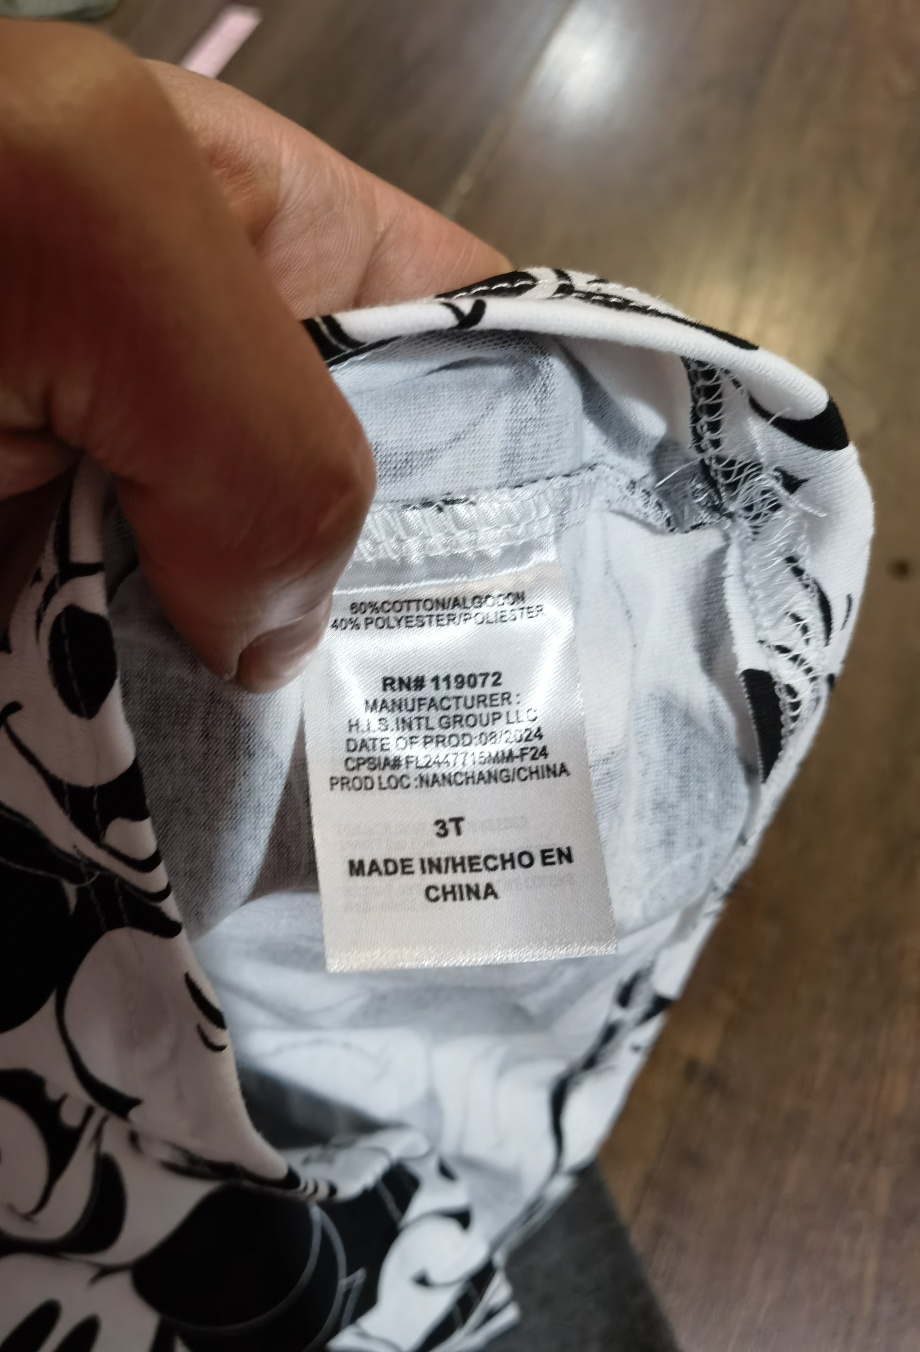 60%COTTON/ALGODON
40% POLYESTER/POLIESTER
RN# 119072
MANUFACTURER :
H.I.S.INTL GROUP LLC
DATE OF PROD:08/2024
CPSIA# FL2447715MM-F24
PROD LOC :NANCHANG/CHINA
3T
MADE IN/HECHO EN
CHINA